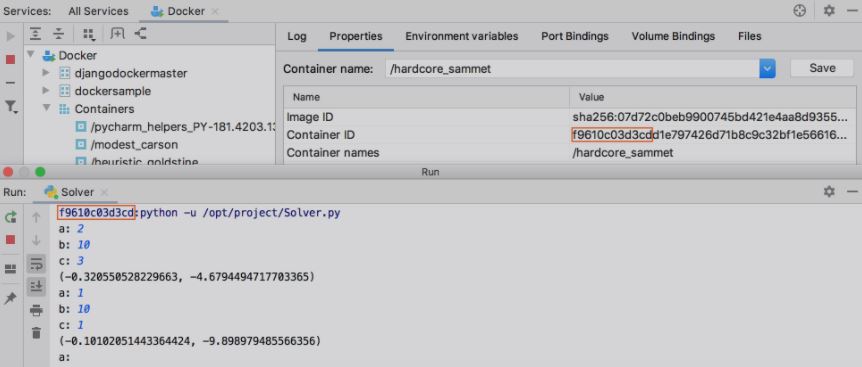 Services: All Services Docker
Log Properties Environment variables Port Bindings Volume Bindings Files
Docker
djangodockermaster
dockersample
Containers
/pycharm_helpers_PY-181.4203.13
/modest_carson
/heuristic_goldstine
Container name: /hardcore_sammet Save
Name Value
Image ID sha256:07d72c0beb9900745bd421e4aa8d9355...
Container ID f9610c03d3cdd1e797426d71b8c9c32bf1e56616...
Container names /hardcore_sammet
Run
Run: Solver
f9610c03d3cd:python -u /opt/project/Solver.py
a: 2
b: 10
c: 3
(-0.320550528229663, -4.6794494717703365)
a: 1
b: 10
c: 1
(-0.10102051443364424, -9.898979485566356)
a: